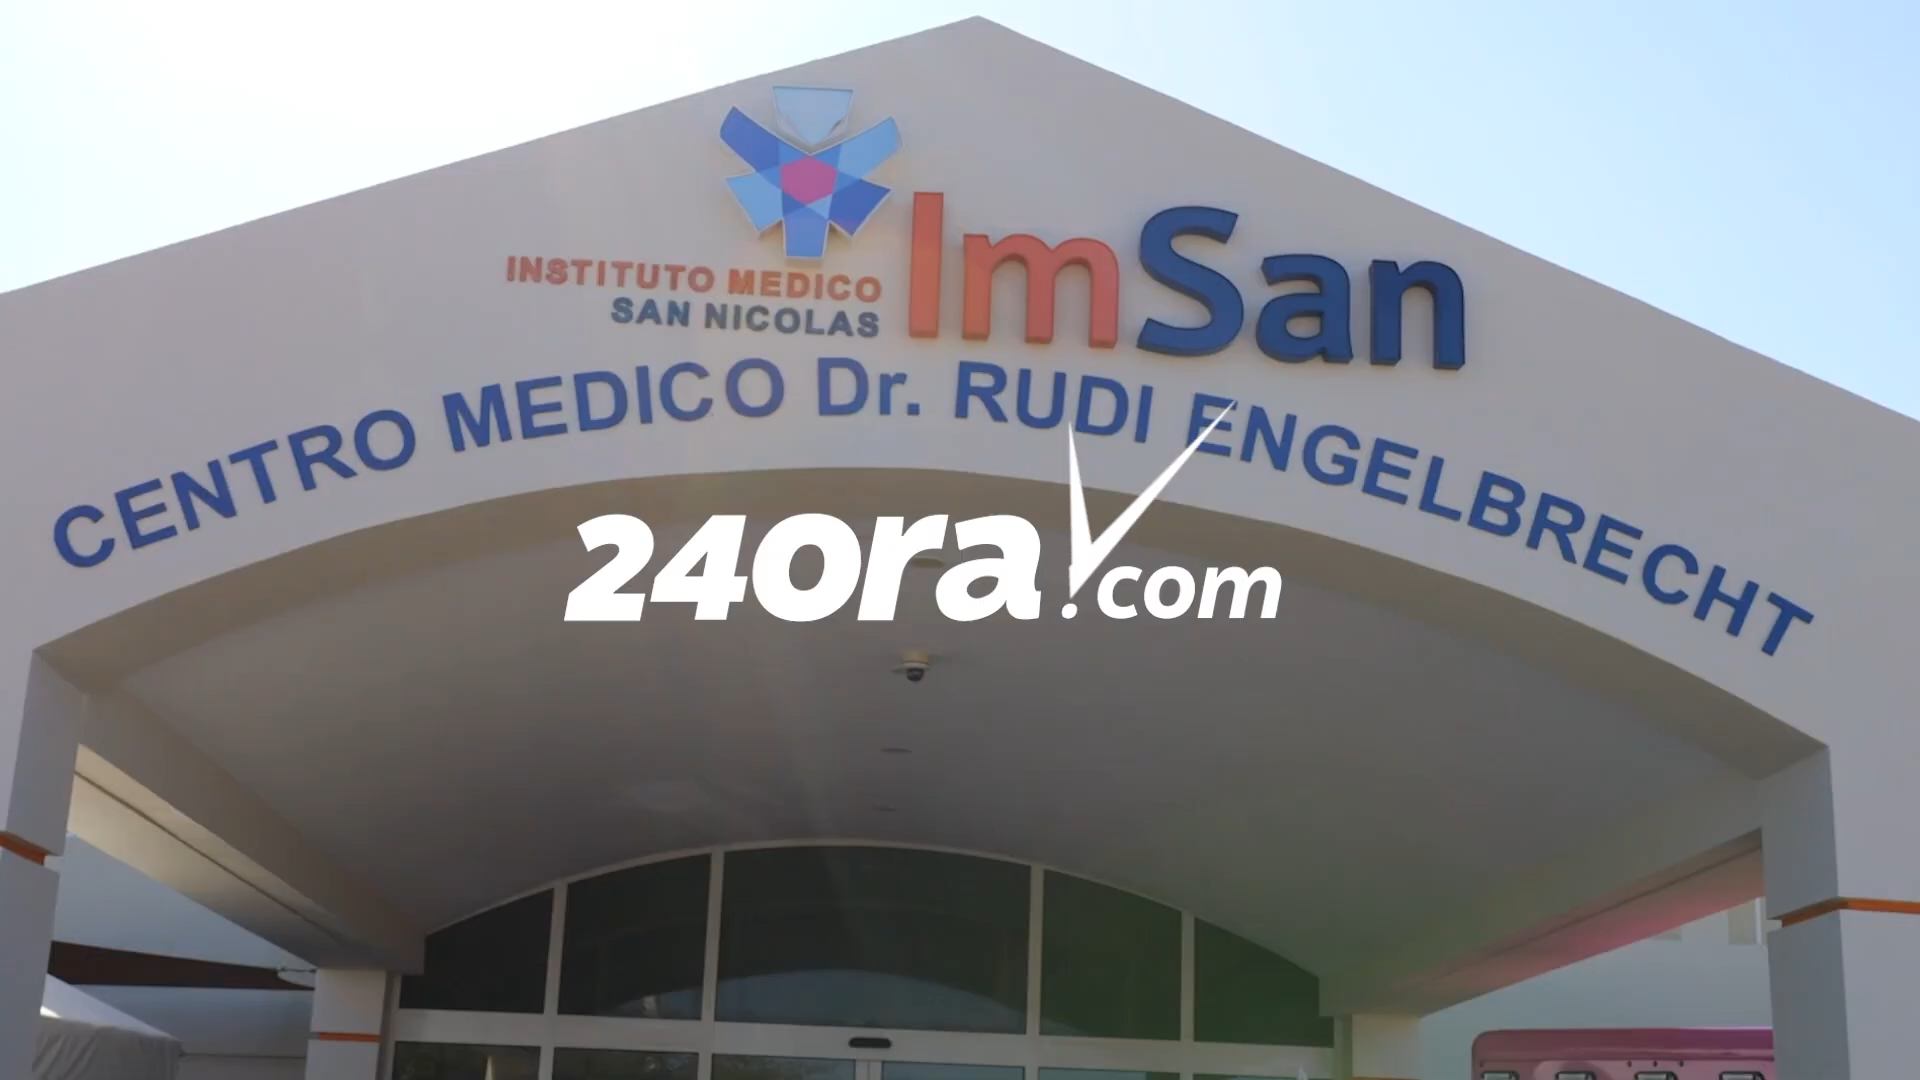 INSTITUTO MEDICO
SAN NICOLAS
ImSan
CENTRO MEDICO Dr. RUDI ENGELBRECHT
24ora.com